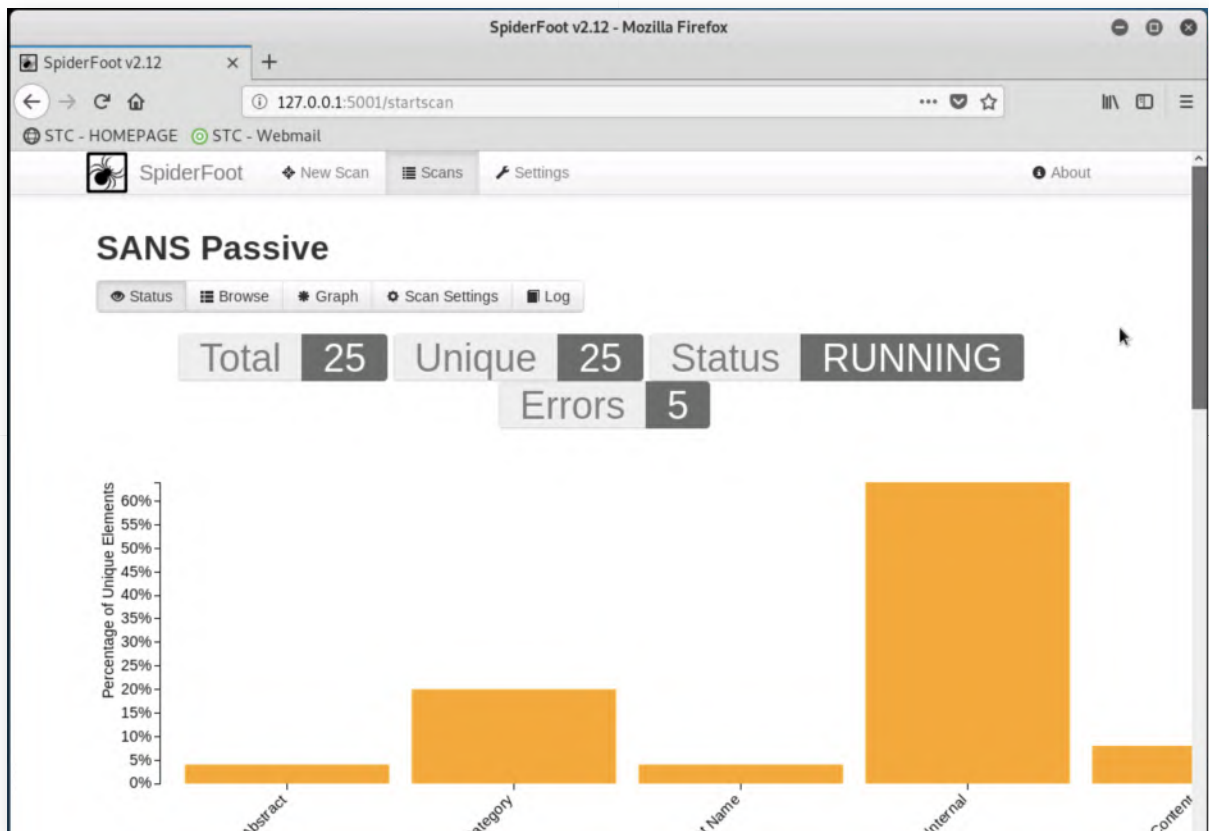 SpiderFoot v2.12 - Mozilla Firefox
SpiderFoot v2.12
127.0.0.1:5001/startscan
STC - HOMEPAGE STC - Webmail
SpiderFoot New Scan Scans Settings About
SANS Passive
Status Browse Graph Scan Settings Log
Total 25 Unique 25 Status RUNNING
Errors 5
Percentage of Unique Elements
60%
55%
50%
45%
40%
35%
30%
25%
20%
15%
10%
5%
0%
Name
Internal
Content